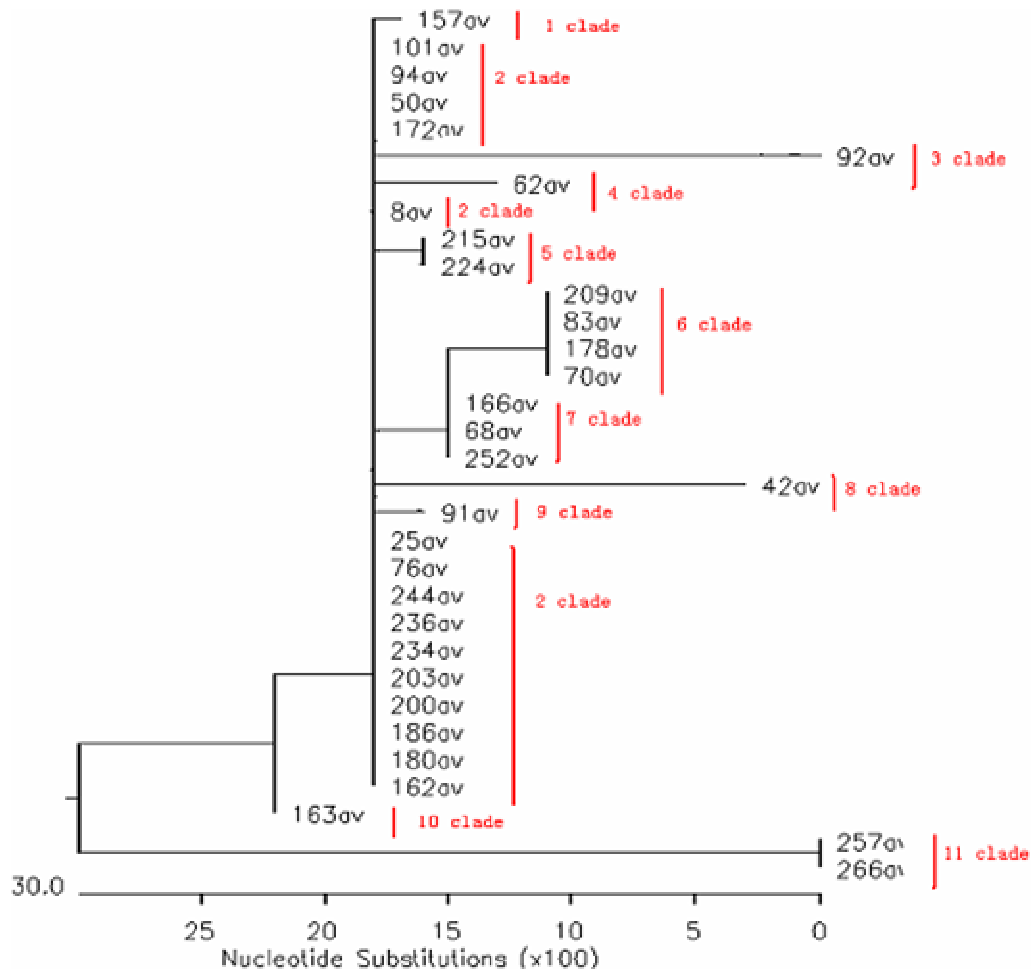 157av 1 clade
101av
94av 2 clade
50av
172av
92av 3 clade
62av 4 clade
8av 2 clade
215av
224av 5 clade
209av
83av 6 clade
178av
70av
166av
68av 7 clade
252av
42av 8 clade
91av 9 clade
25av
76av
244av 2 clade
236av
234av
203av
200av
186av
180av
162av
163av 10 clade
257av
266av 11 clade
30.0
25 20 15 10 5 0
Nucleotide Substitutions (x100)